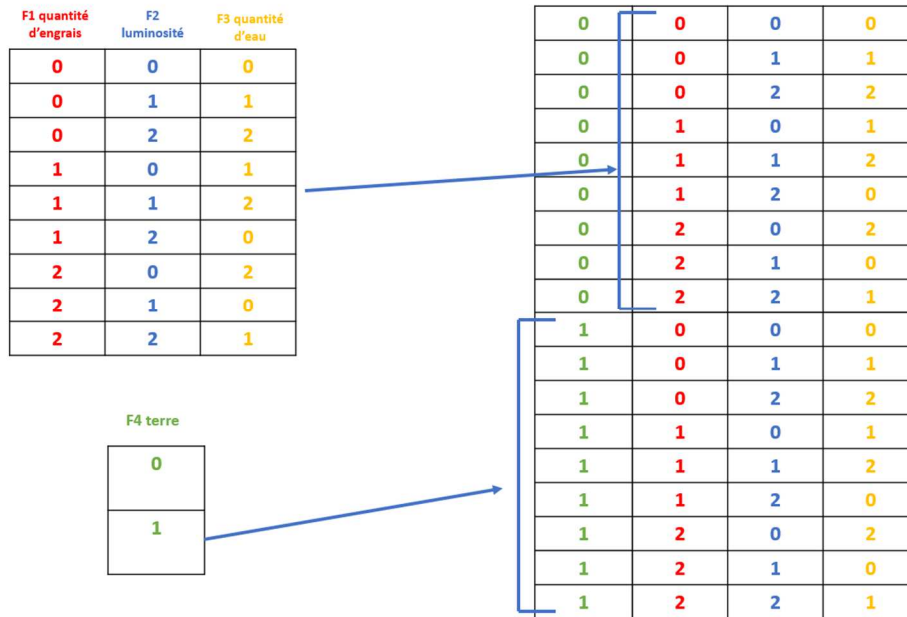 F1 quantité d'engrais F2 luminosité F3 quantité d'eau
0 0 0
0 1 1
0 2 2
1 0 1
1 1 2
1 2 0
2 0 2
2 1 0
2 2 1
F4 terre
0
1
0 0 0 0
0 0 1 1
0 0 2 2
0 1 0 1
0 1 1 2
0 1 2 0
0 2 0 2
0 2 1 0
0 2 2 1
1 0 0 0
1 0 1 1
1 0 2 2
1 1 0 1
1 1 1 2
1 1 2 0
1 2 0 2
1 2 1 0
1 2 2 1